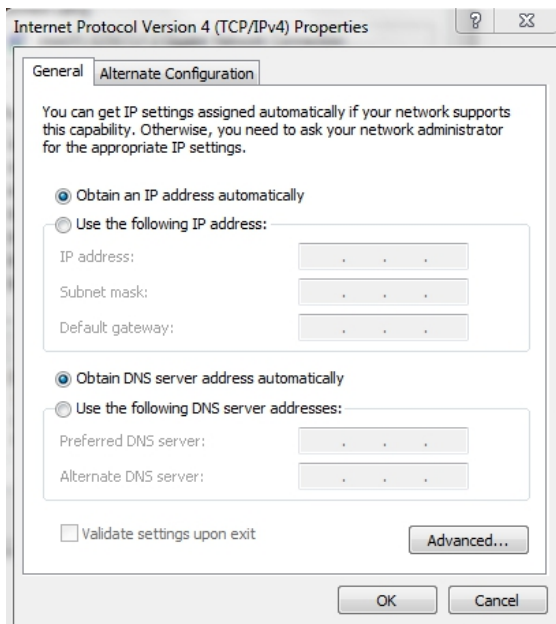 Internet Protocol Version 4 (TCP/IPv4) Properties
General
Alternate Configuration
You can get IP settings assigned automatically if your network supports
this capability. Otherwise, you need to ask your network administrator
for the appropriate IP settings.
Obtain an IP address automatically
Use the following IP address:
IP address:
Subnet mask:
Default gateway:
Obtain DNS server address automatically
Use the following DNS server addresses:
Preferred DNS server:
Alternate DNS server:
Validate settings upon exit
Advanced...
OK
Cancel